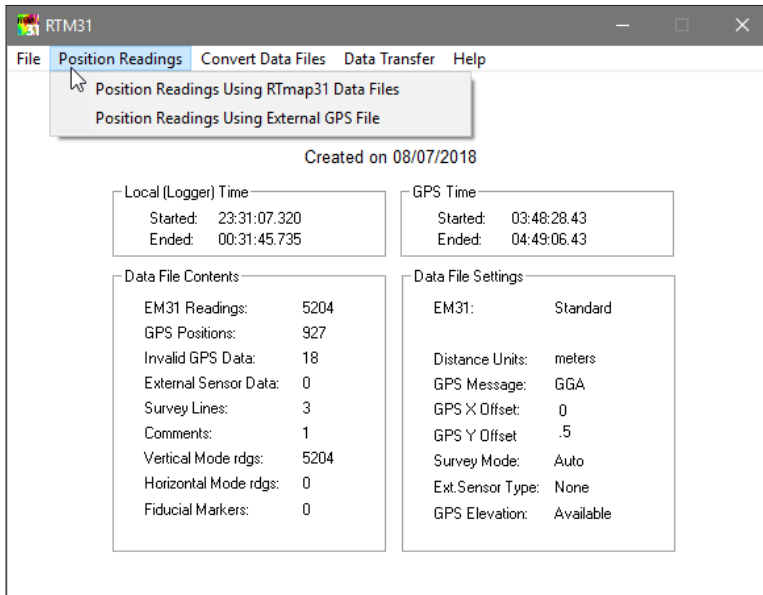 RTM31
File Position Readings Convert Data Files Data Transfer Help
Position Readings Using RTmap31 Data Files
Position Readings Using External GPS File
Created on 08/07/2018
Local (Logger) Time
Started: 23:31:07.320
Ended: 00:31:45.735
GPS Time
Started: 03:48:28.43
Ended: 04:49:06.43
Data File Contents
EM31 Readings: 5204
GPS Positions: 927
Invalid GPS Data: 18
External Sensor Data: 0
Survey Lines: 3
Comments: 1
Vertical Mode rdgs: 5204
Horizontal Mode rdgs: 0
Fiducial Markers: 0
Data File Settings
EM31: Standard
Distance Units: meters
GPS Message: GGA
GPS X Offset: 0
GPS Y Offset .5
Survey Mode: Auto
Ext.Sensor Type: None
GPS Elevation: Available